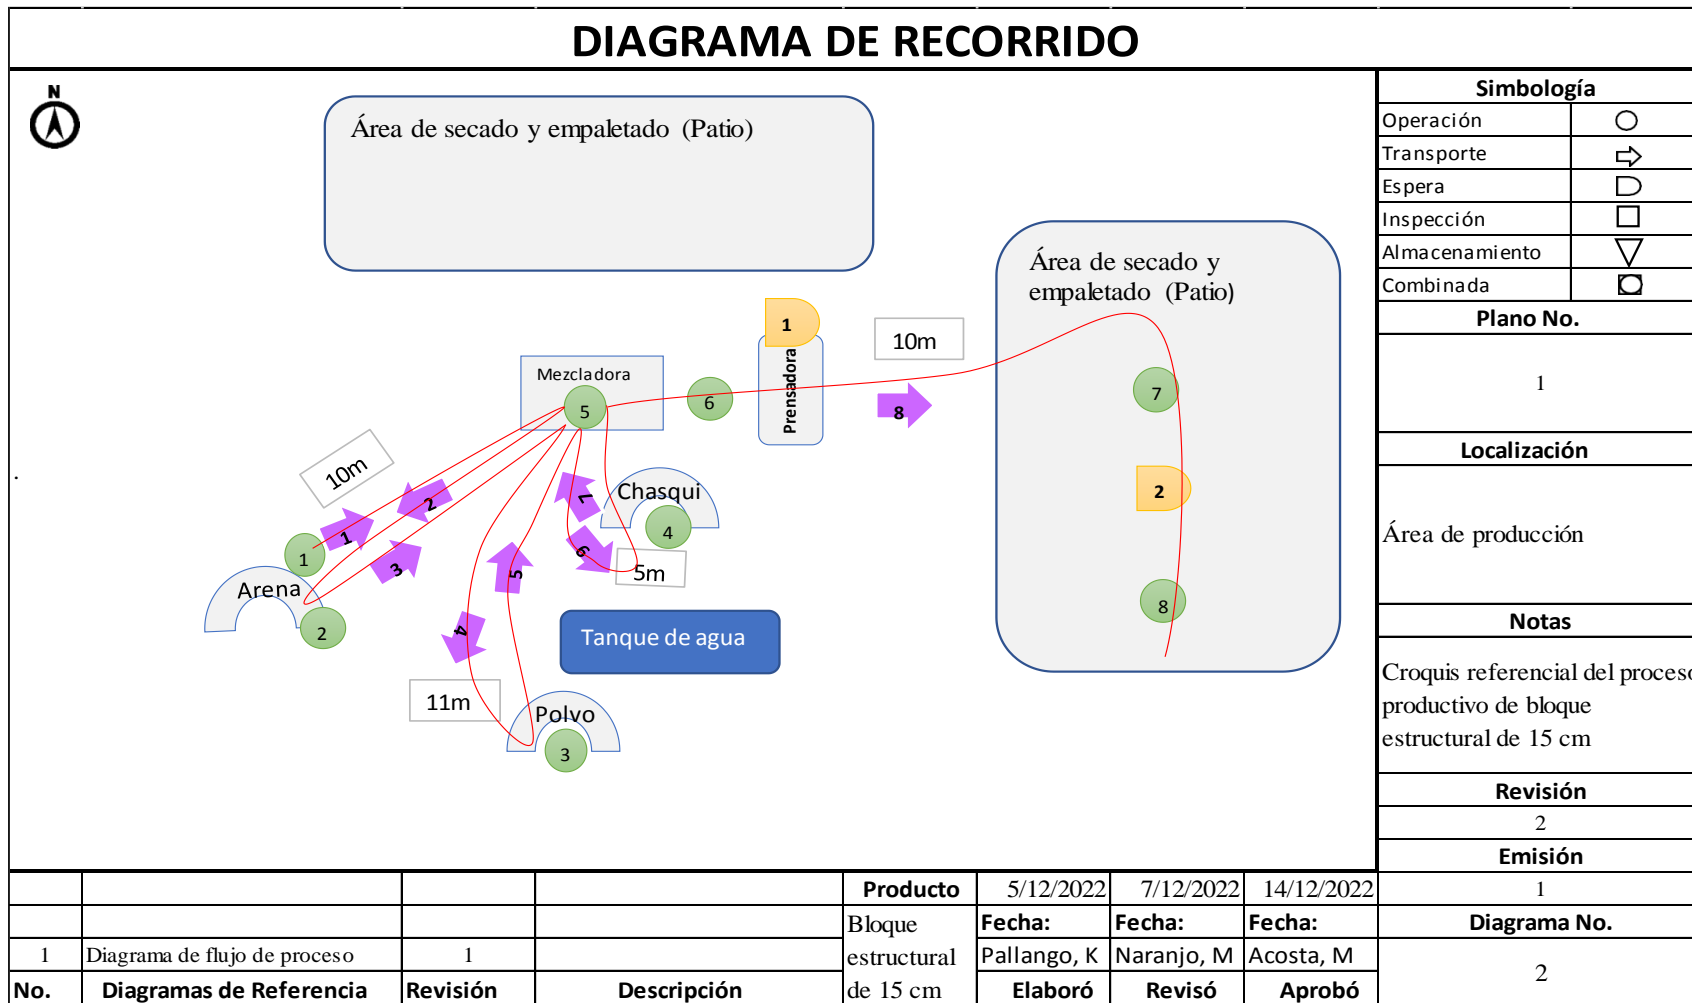 DIAGRAMA DE RECORRIDO
N
Área de secado y empaletado (Patio)
Área de secado y
empaletado (Patio)
1
Prensadora
10m
8
Mezcladora
5
6
7
2
8
10m
1
2
3
1
Arena
2
Chasqui
4
7
6
5m
5
4
11m
Tanque de agua
Polvo
3
.
Simbología
Operación
Transporte
Espera
Inspección
Almacenamiento
Combinada
Plano No.
1
Localización
Área de producción
Notas
Croquis referencial del proceso
productivo de bloque
estructural de 15 cm
Revisión
2
Emisión
1
Diagrama No.
2
Producto 5/12/2022 7/12/2022 14/12/2022
Bloque
estructural
de 15 cm
Fecha: Fecha: Fecha:
Pallango, K Naranjo, M Acosta, M
Elaboró Revisó Aprobó
1 Diagrama de flujo de proceso 1
No. Diagramas de Referencia Revisión Descripción